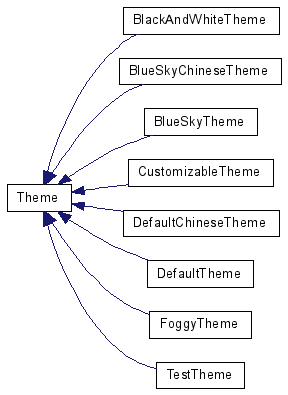 BlackAndWhiteTheme
BlueSkyChineseTheme
BlueSkyTheme
CustomizableTheme
Theme
DefaultChineseTheme
DefaultTheme
FoggyTheme
TestTheme